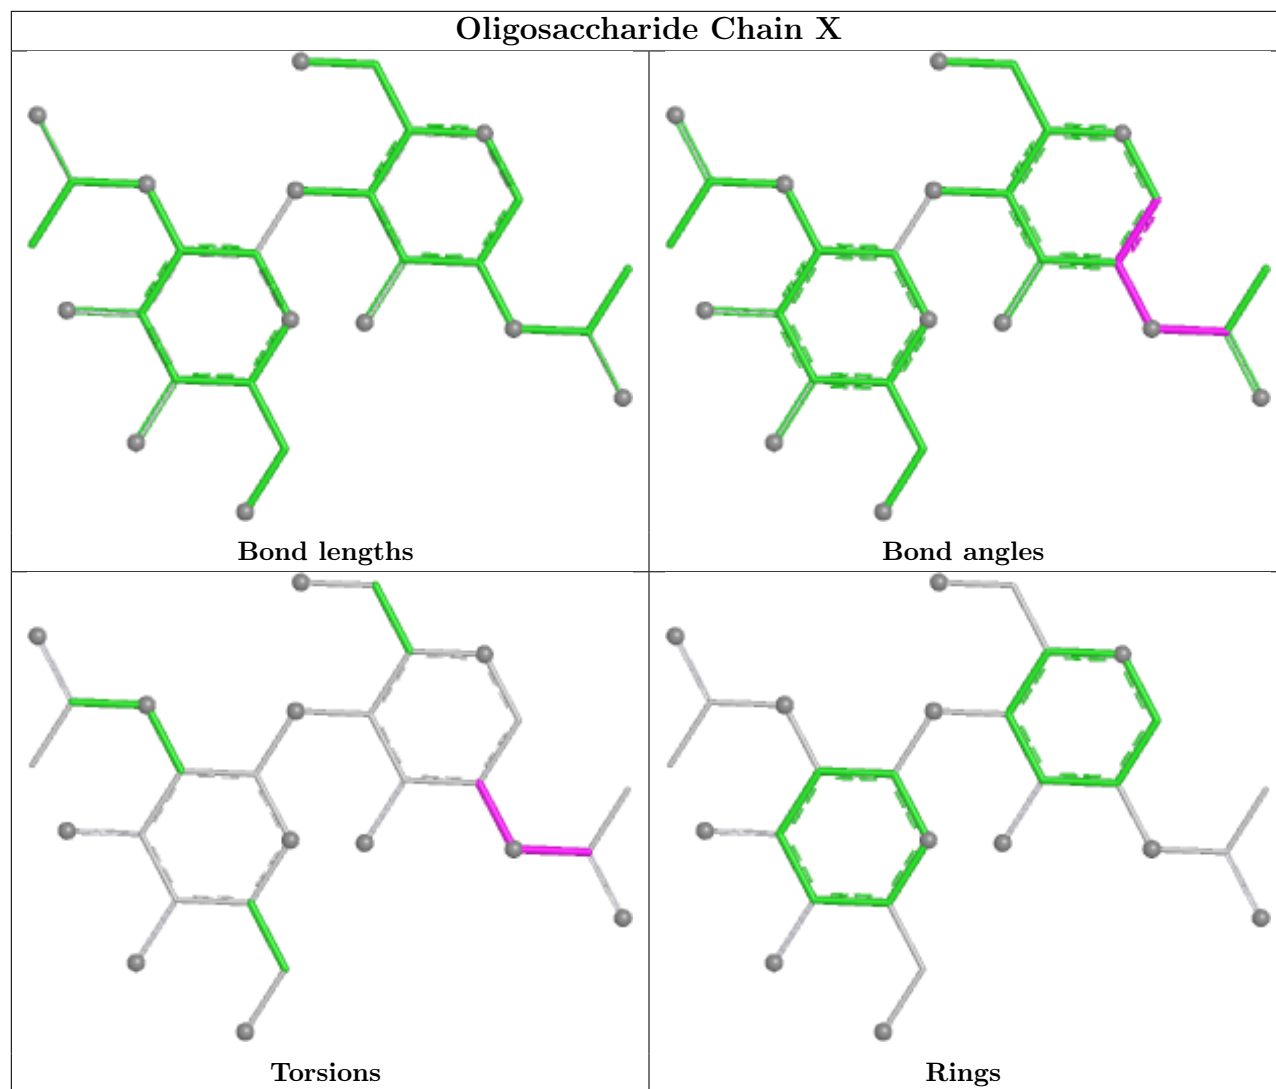 Oligosaccharide Chain X
Bond lengths
Bond angles
Torsions
Rings